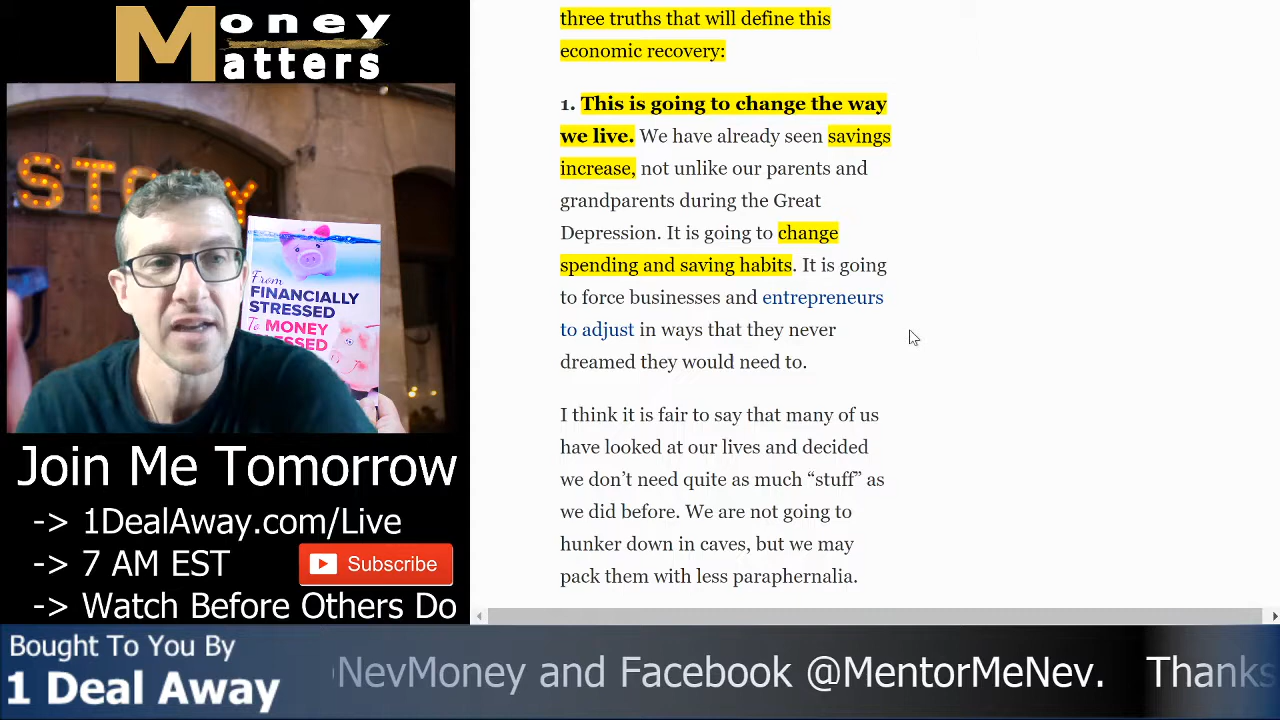 Money
Matters
STORY
From
FINANCIALLY
STRESSED
To MONEY
Join Me Tomorrow
-> 1DealAway.com/Live
-> 7 AM EST
Subscribe
-> Watch Before Others Do
three truths that will define this
economic recovery:
1. This is going to change the way
we live. We have already seen savings
increase, not unlike our parents and
grandparents during the Great
Depression. It is going to change
spending and saving habits. It is going
to force businesses and entrepreneurs
to adjust in ways that they never
dreamed they would need to.
I think it is fair to say that many of us
have looked at our lives and decided
we don’t need quite as much “stuff” as
we did before. We are not going to
hunker down in caves, but we may
pack them with less paraphernalia.
Bought To You By
1 Deal Away
NevMoney and Facebook @MentorMeNev. Thanks